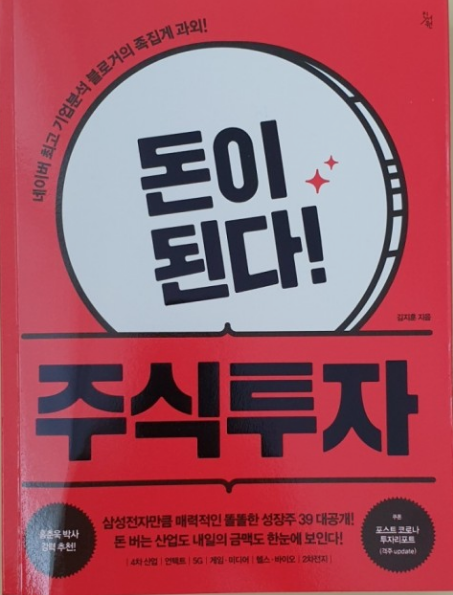 네이버 최고 기업분석 블로거의 족집게 과외!
돈이
된다!
김지훈 지음
주식투자
홍춘욱 박사
강력 추천!
삼성전자만큼 매력적인 똘똘한 성장주 39 대공개!
돈 버는 산업도 내일의 금맥도 한눈에 보인다!
| 4차 산업 | 언택트 | 5G | 게임·미디어 | 헬스·바이오 | 2차전지 |
쿠폰
포스트 코로나
투자리포트
(격주 update)